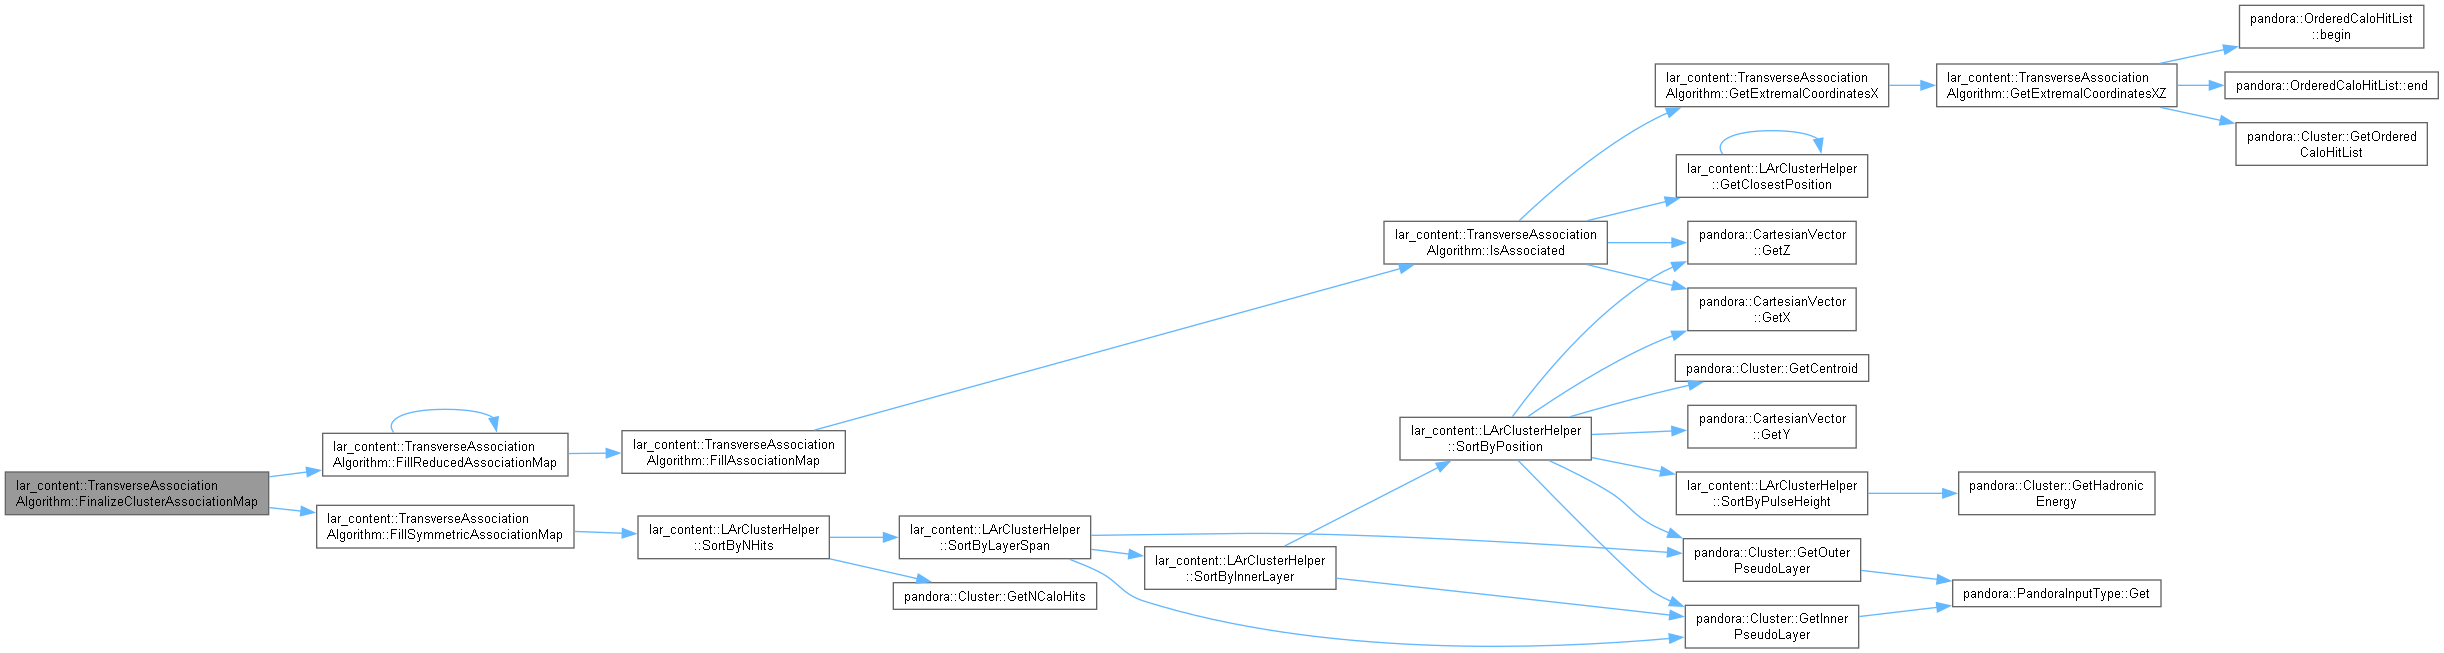 lar_content::TransverseAssociation
Algorithm::FinalizeClusterAssociationMap
lar_content::TransverseAssociation
Algorithm::FillReducedAssociationMap
lar_content::TransverseAssociation
Algorithm::FillSymmetricAssociationMap
lar_content::TransverseAssociation
Algorithm::FillAssociationMap
lar_content::LArClusterHelper
::SortByNHits
lar_content::LArClusterHelper
::SortByLayerSpan
pandora::Cluster::GetNCaloHits
lar_content::LArClusterHelper
::SortByInnerLayer
lar_content::TransverseAssociation
Algorithm::IsAssociated
lar_content::LArClusterHelper
::SortByPosition
lar_content::TransverseAssociation
Algorithm::GetExtremalCoordinatesX
lar_content::LArClusterHelper
::GetClosestPosition
pandora::CartesianVector
::GetZ
pandora::CartesianVector
::GetX
pandora::Cluster::GetCentroid
pandora::CartesianVector
::GetY
lar_content::LArClusterHelper
::SortByPulseHeight
pandora::Cluster::GetOuter
PseudoLayer
pandora::Cluster::GetInner
PseudoLayer
lar_content::TransverseAssociation
Algorithm::GetExtremalCoordinatesXZ
pandora::Cluster::GetHadronic
Energy
pandora::PandoraInputType::Get
pandora::OrderedCaloHitList
::begin
pandora::OrderedCaloHitList::end
pandora::Cluster::GetOrdered
CaloHitList